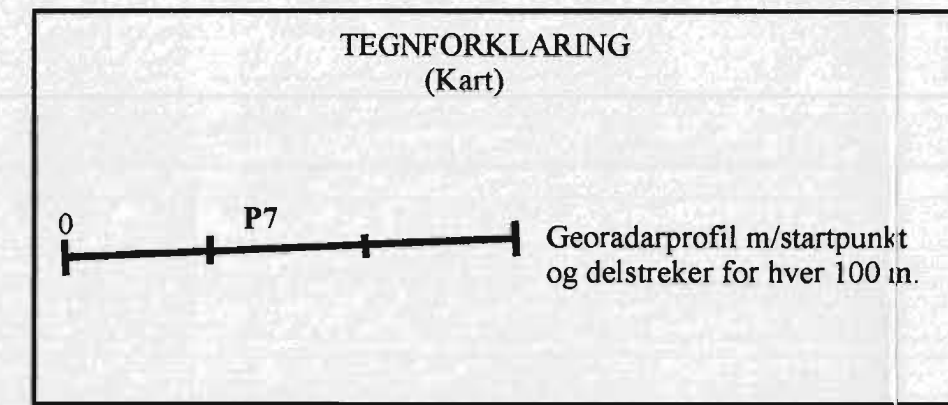 TEGNFORKLARING
(Kart)
0
P7
Georadarprofil m/startpunkt
og delstreker for hver 100 m.